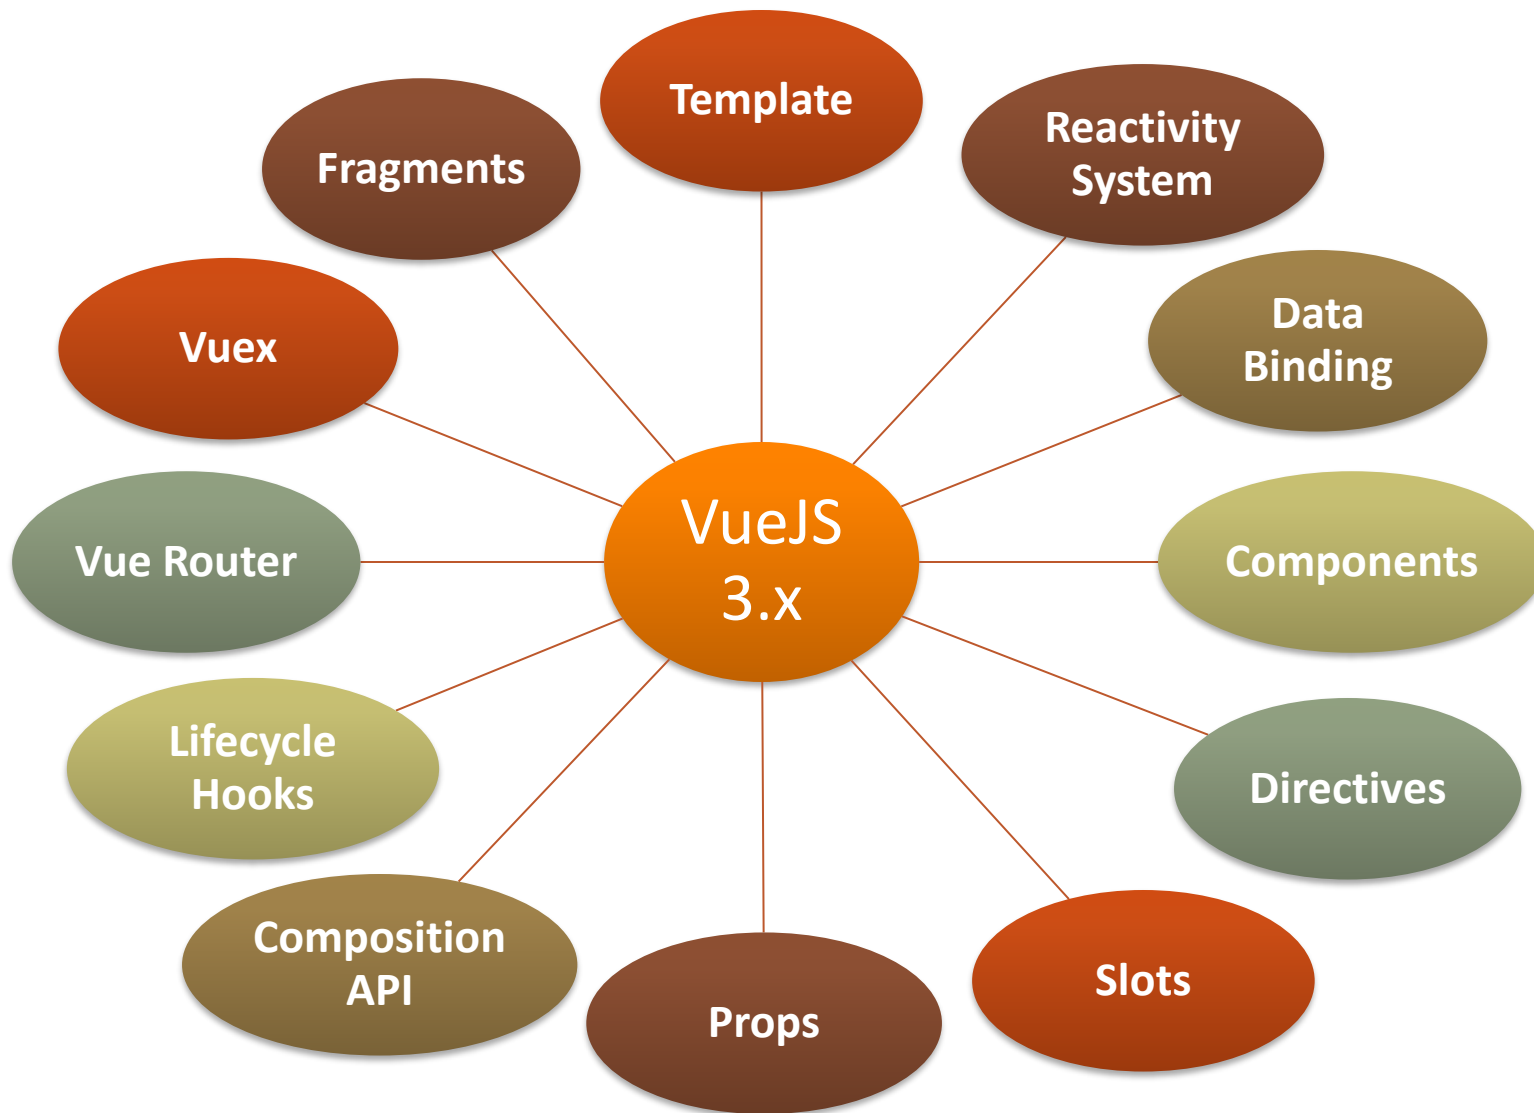 Template
Reactivity
System
Data
Binding
Components
Directives
Slots
Props
Composition
API
Lifecycle
Hooks
Vue Router
Vuex
Fragments
VueJS
3.x